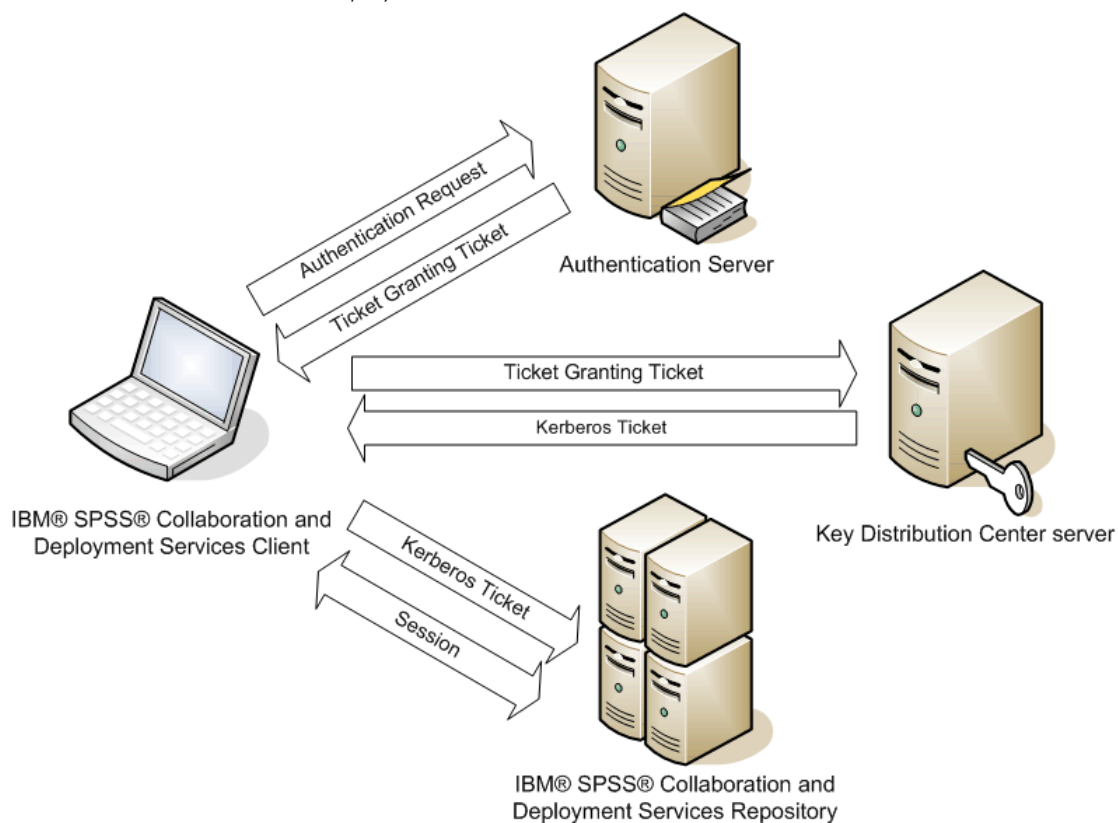 Authentication Request
Ticket Granting Ticket
Authentication Server
Ticket Granting Ticket
Kerberos Ticket
IBM® SPSS® Collaboration and
Deployment Services Client
Key Distribution Center server
Kerberos Ticket
Session
IBM® SPSS® Collaboration and
Deployment Services Repository